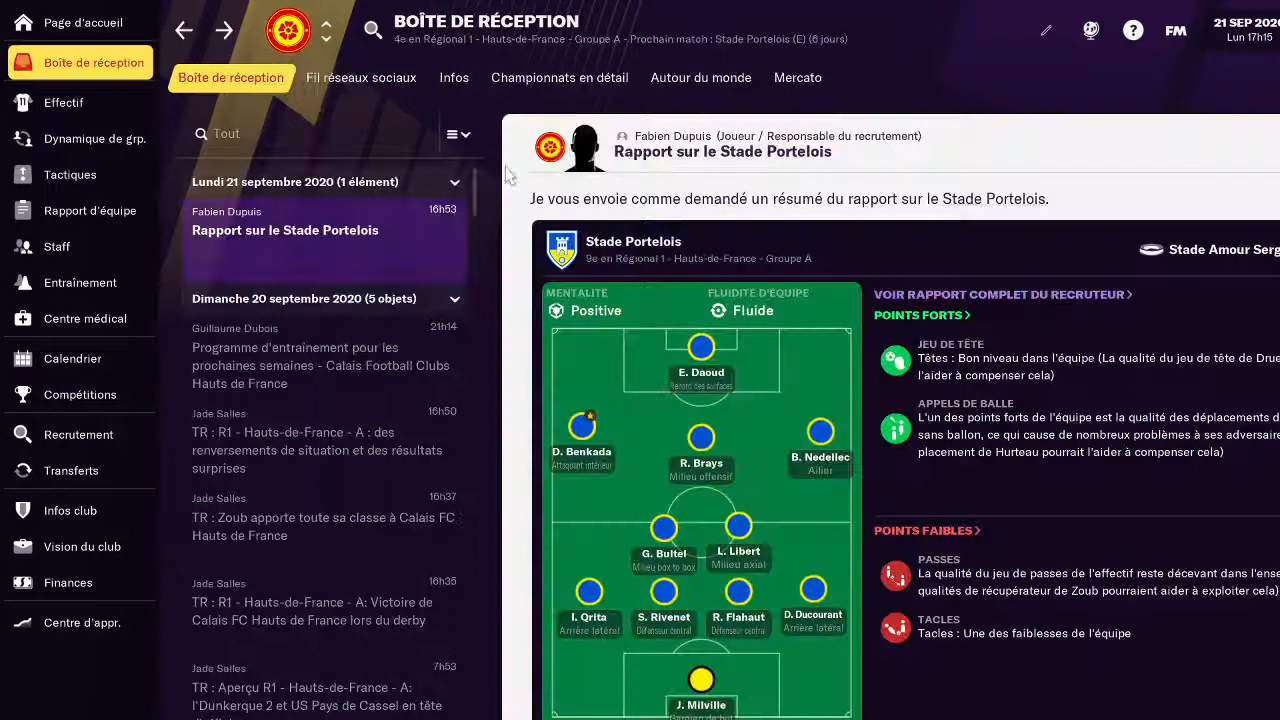 Page d'accueil
Boîte de réception
Effectif
Dynamique de grp.
Tactiques
Rapport d'équipe
Staff
Entraînement
Centre médical
Calendrier
Compétitions
Recrutement
Transferts
Infos club
Vision du club
Finances
Centre d'appr.
BOÎTE DE RÉCEPTION
4e en Régional 1 - Hauts-de-France - Groupe A - Prochain match : Stade Portelois (E) (6 jours)
FM
21 SEP 2020
Lun 17h15
Boîte de réception
Fil réseaux sociaux
Infos
Championnats en détail
Autour du monde
Mercato
Tout
Lundi 21 septembre 2020 (1 élément)
Fabien Dupuis 16h53
Rapport sur le Stade Portelois
Dimanche 20 septembre 2020 (5 objets)
Guillaume Dubois 21h14
Programme d'entraînement pour les
prochaines semaines - Calais Football Clubs
Hauts de France
Jade Salles 16h50
TR : R1 - Hauts-de-France - A : des
renversements de situation et des résultats
surprises
Jade Salles 16h37
TR : Zoub apporte toute sa classe à Calais FC
Hauts de France
Jade Salles 16h35
TR : R1 - Hauts-de-France - A: Victoire de
Calais FC Hauts de France lors du derby
Jade Salles 7h53
TR : Aperçu R1 - Hauts-de-France - A:
l'Dunkerque 2 et US Pays de Cassel en tête
Fabien Dupuis (Joueur / Responsable du recrutement)
Rapport sur le Stade Portelois
Je vous envoie comme demandé un résumé du rapport sur le Stade Portelois.
Stade Portelois
9e en Régional 1 - Hauts-de-France - Groupe A
Stade Amour Serg
MENTALITÉ
Positive
FLUIDITÉ D'ÉQUIPE
Fluide
E. Daoud
Renard des surfaces
D. Benkada
Attaquant intérieur
R. Brays
Milieu offensif
B. Nedellec
Ailier
G. Bultel
Milieu box to box
L. Libert
Milieu axial
I. Qrita
Arrière latéral
S. Rivenet
Défenseur central
R. Flahaut
Défenseur central
D. Ducourant
Arrière latéral
J. Milville
Gardien de but
VOIR RAPPORT COMPLET DU RECRUTEUR >
POINTS FORTS >
JEU DE TÊTE
Têtes : Bon niveau dans l'équipe (La qualité du jeu de tête de Drue
l'aider à compenser cela)
APPELS DE BALLE
L'un des points forts de l'équipe est la qualité des déplacements d
sans ballon, ce qui cause de nombreux problèmes à ses adversaire
placement de Hurteau pourrait l'aider à compenser cela)
POINTS FAIBLES >
PASSES
La qualité du jeu de passes de l'effectif reste décevant dans l'ense
qualités de récupérateur de Zoub pourraient aider à exploiter cela)
TACLES
Tacles : Une des faiblesses de l'équipe